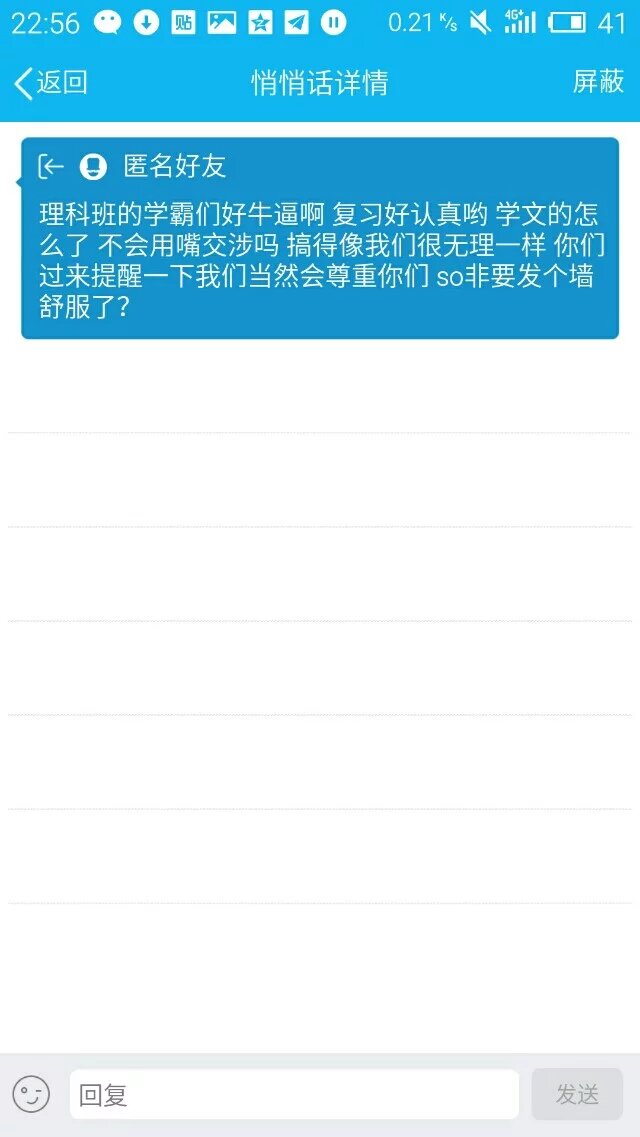 22:56 贴 0.21 K/s 4G+ 41
返回 悄悄话详情 屏蔽
匿名好友
理科班的学霸们好牛逼啊 复习好认真哟 学文的怎
么了 不会用嘴交涉吗 搞得像我们很无理一样 你们
过来提醒一下我们当然会尊重你们 so非要发个墙
舒服了？
回复 发送